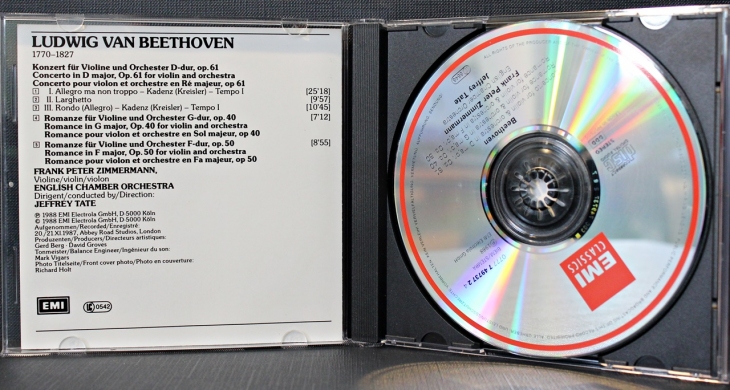 LUDWIG VAN BEETHOVEN
1770–1827
Konzert für Violine und Orchester D-dur, op. 61
Concerto in D major, Op. 61 for violin and orchestra
Concerto pour violon et orchestre en Ré majeur, op 61
1 I. Allegro ma non troppo – Kadenz (Kreisler) – Tempo I [25'18]
2 II. Larghetto [9'57]
3 III. Rondo (Allegro) – Kadenz (Kreisler) – Tempo I [10'45]
4 Romanze für Violine und Orchester G-dur, op. 40 [7'12]
Romance in G major, Op. 40 for violin and orchestra
Romance pour violon et orchestre en Sol majeur, op 40
5 Romanze für Violine und Orchester F-dur, op. 50 [8'55]
Romance in F major, Op. 50 for violin and orchestra
Romance pour violon et orchestre en Fa majeur, op 50
FRANK PETER ZIMMERMANN,
Violine/violin/violon
ENGLISH CHAMBER ORCHESTRA
Dirigent/conducted by/Direction:
JEFFREY TATE
℗ 1988 EMI Electrola GmbH, D-5000 Köln
© 1988 EMI Electrola GmbH, D-5000 Köln
Aufgenommen/Recorded/Enregistré:
20./21.XII.1987, Abbey Road Studios, London
Produzenten/Producers/Directeurs artistiques:
Gerd Berg · David Groves
Tonmeister/Balance Engineer/Ingénieur du son:
Mark Vigars
Photo Titelseite/Front cover photo/Photo en couverture:
Richard Holt
EMI
LC 0542
Beethoven
Frank Peter Zimmermann
Jeffrey Tate
EMI
CLASSICS
7 49737 2